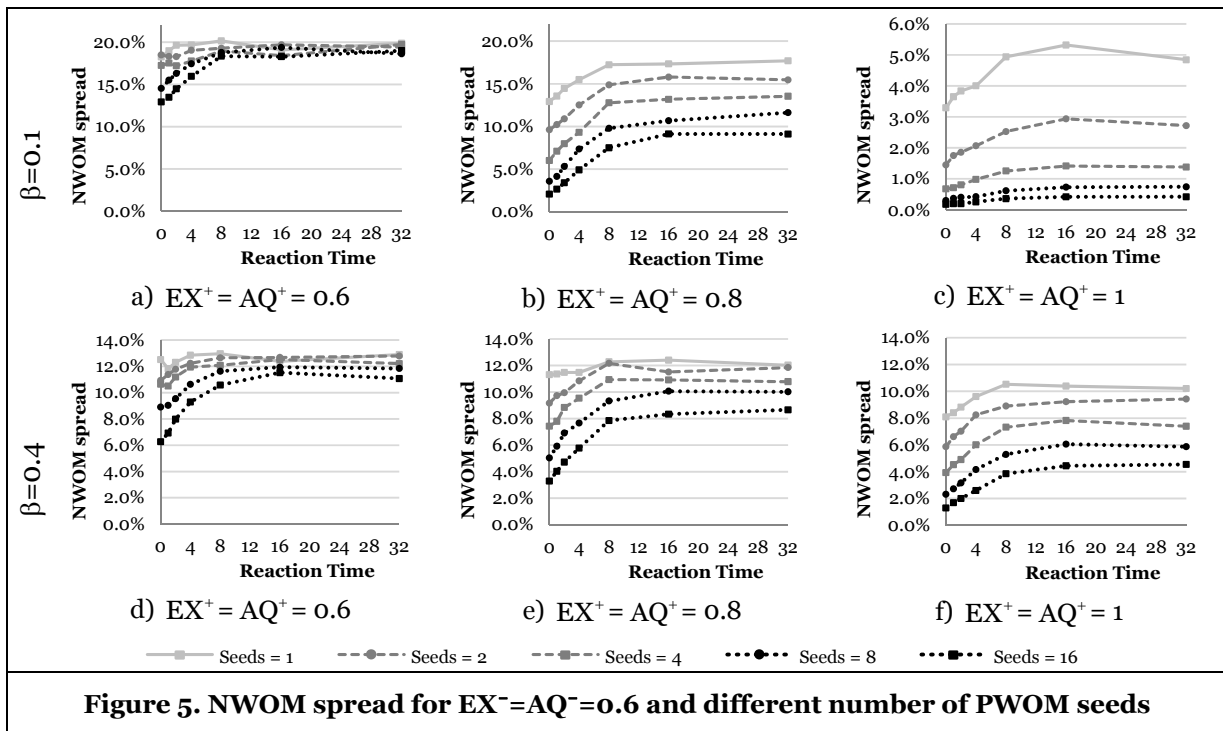 β=0.1
NWOM spread
20.0%
15.0%
10.0%
5.0%
0.0%
0 4 8 12 16 20 24 28 32
Reaction Time
a) EX⁺ = AQ⁺ = 0.6
NWOM spread
20.0%
15.0%
10.0%
5.0%
0.0%
0 4 8 12 16 20 24 28 32
Reaction Time
b) EX⁺ = AQ⁺ = 0.8
NWOM spread
6.0%
5.0%
4.0%
3.0%
2.0%
1.0%
0.0%
0 4 8 12 16 20 24 28 32
Reaction Time
c) EX⁺ = AQ⁺ = 1
β=0.4
NWOM spread
14.0%
12.0%
10.0%
8.0%
6.0%
4.0%
2.0%
0.0%
0 4 8 12 16 20 24 28 32
Reaction Time
d) EX⁺ = AQ⁺ = 0.6
NWOM spread
14.0%
12.0%
10.0%
8.0%
6.0%
4.0%
2.0%
0.0%
0 4 8 12 16 20 24 28 32
Reaction Time
e) EX⁺ = AQ⁺ = 0.8
NWOM spread
14.0%
12.0%
10.0%
8.0%
6.0%
4.0%
2.0%
0.0%
0 4 8 12 16 20 24 28 32
Reaction Time
f) EX⁺ = AQ⁺ = 1
Seeds = 1 Seeds = 2 Seeds = 4 Seeds = 8 Seeds = 16
Figure 5. NWOM spread for EX⁻=AQ⁻=0.6 and different number of PWOM seeds